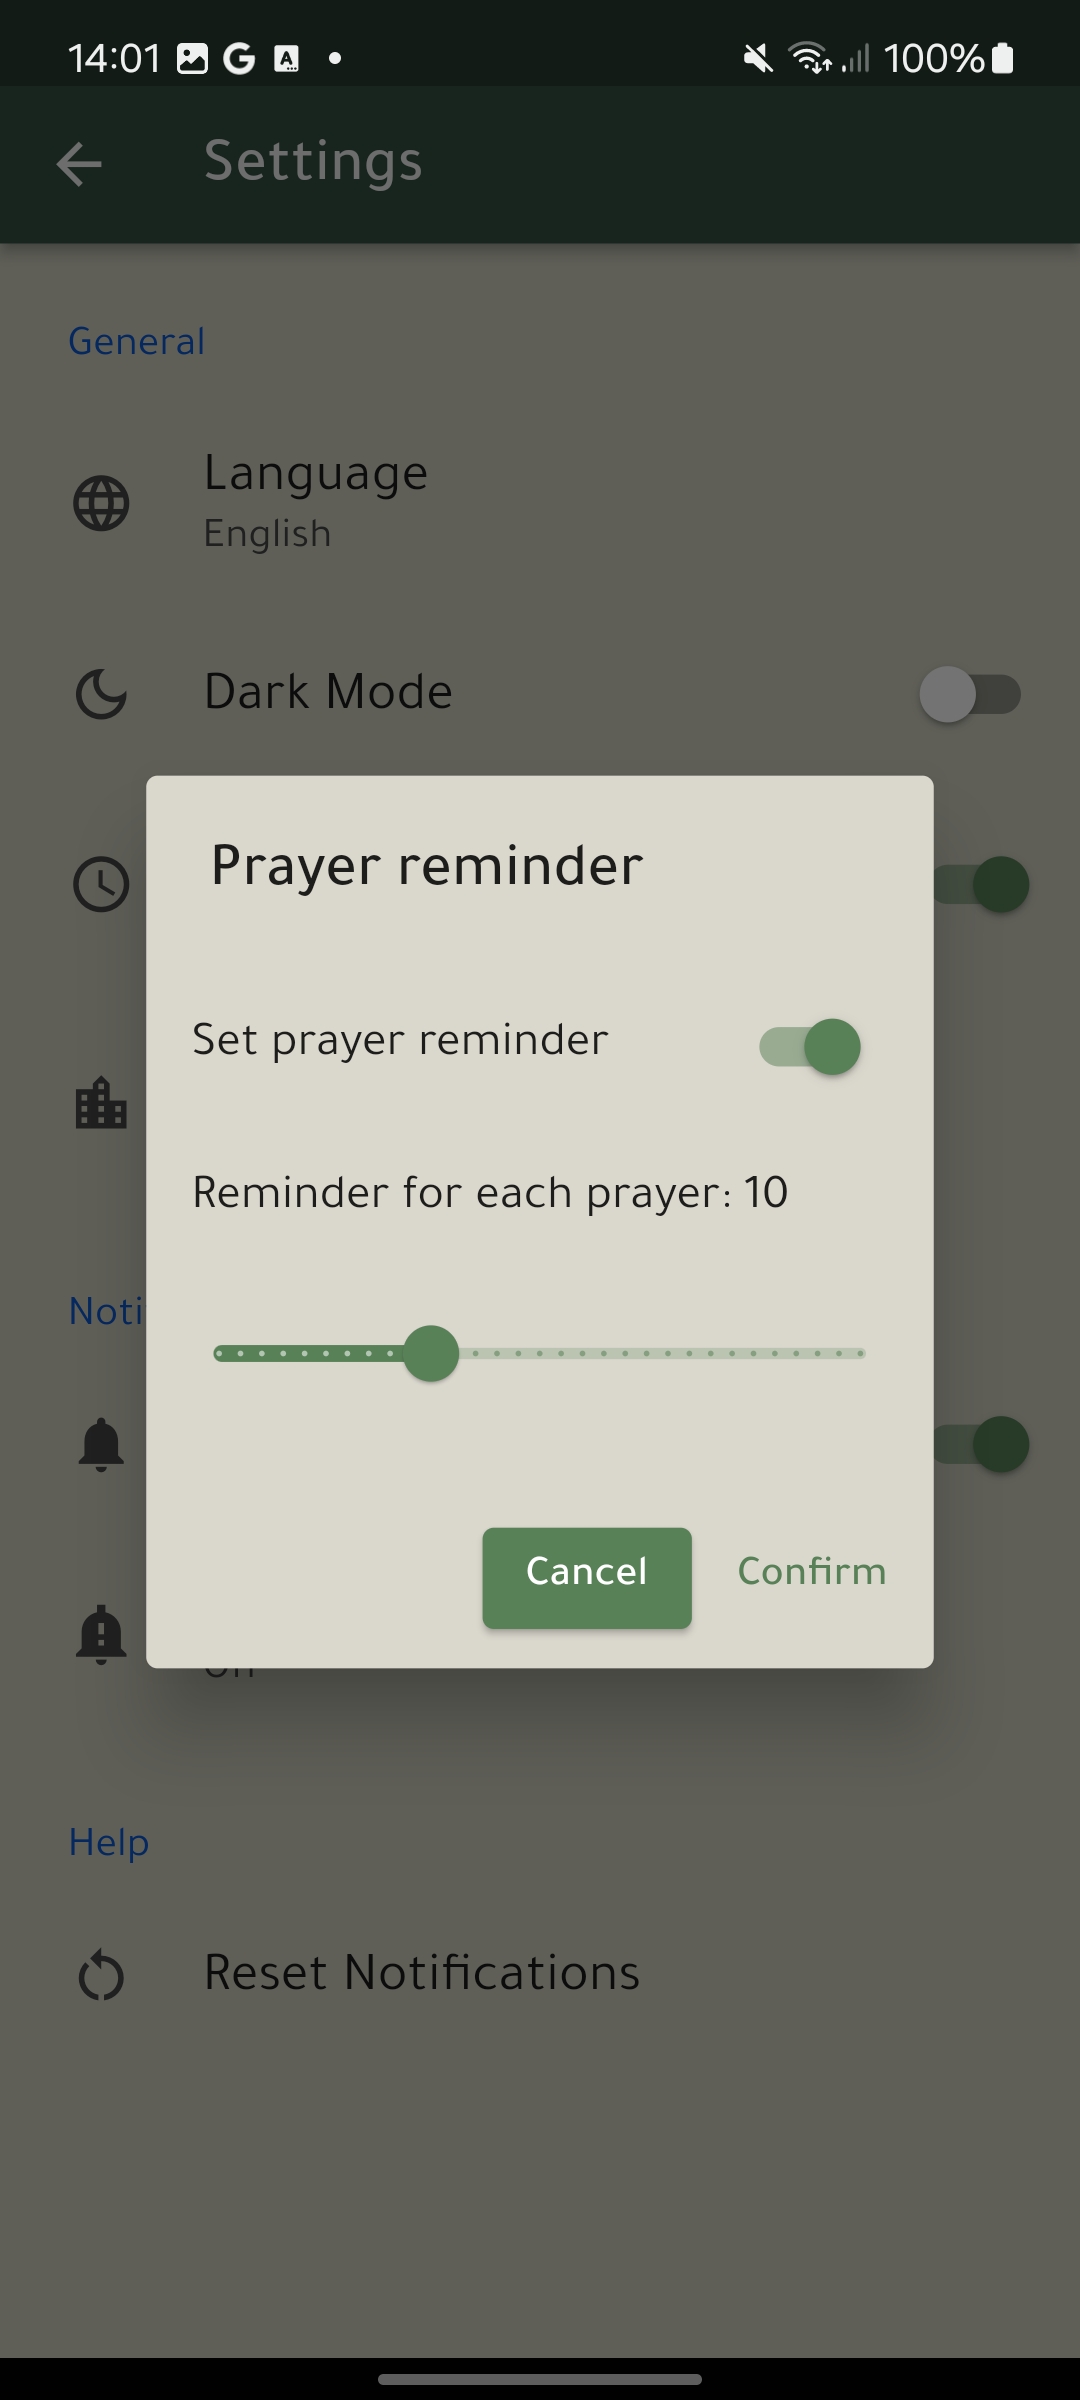 14:01 100%
Settings
General
Language
English
Dark Mode
Prayer reminder
Set prayer reminder
Reminder for each prayer: 10
Noti
Cancel Confirm
Help
Reset Notifications